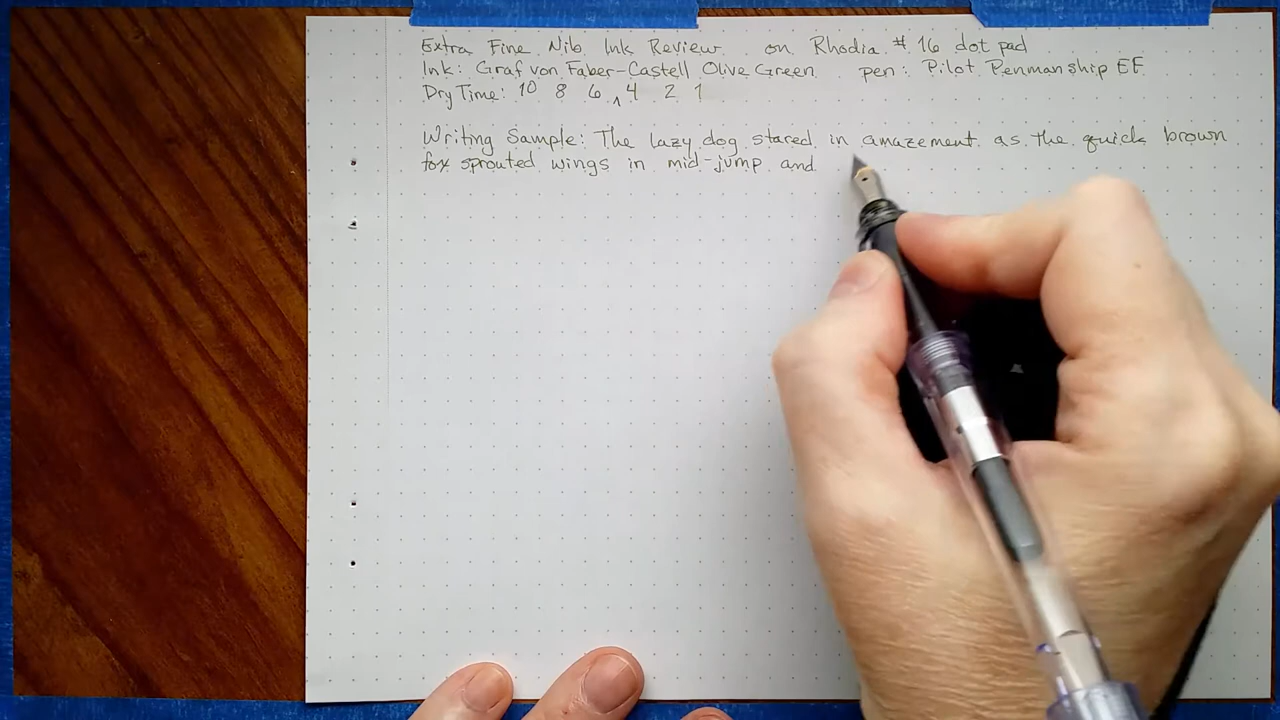 Extra Fine Nib Ink Review on Rhodia #16 dot pad
Ink: Graf von Faber-Castell Olive Green pen: Pilot Penmanship EF
Dry Time: 10 8 6 ^ 4 2 1
Writing Sample: The lazy dog stared in amazement as the quick brown
fox sprouted wings in mid-jump and